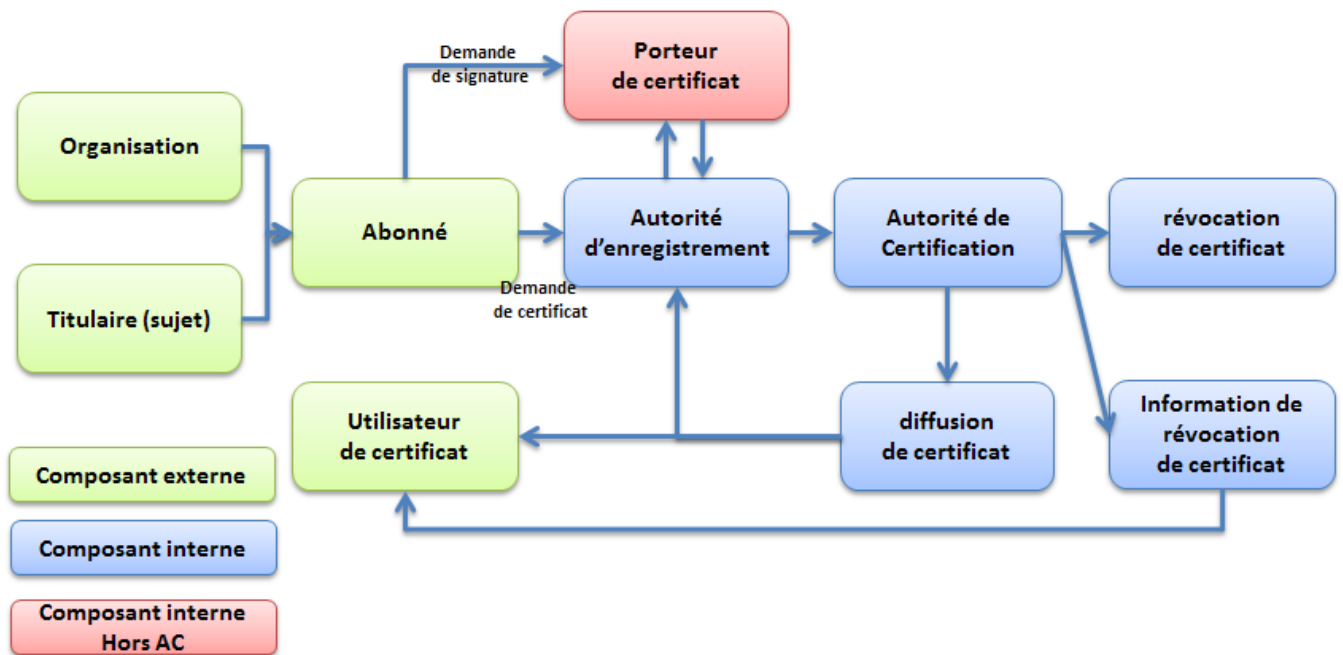 Demande
de signature
Porteur
de certificat
Organisation
Abonné
Autorité
d’enregistrement
Autorité de
Certification
révocation
de certificat
Demande
de certificat
Titulaire (sujet)
Utilisateur
de certificat
diffusion
de certificat
Information de
révocation
de certificat
Composant externe
Composant interne
Composant interne
Hors AC